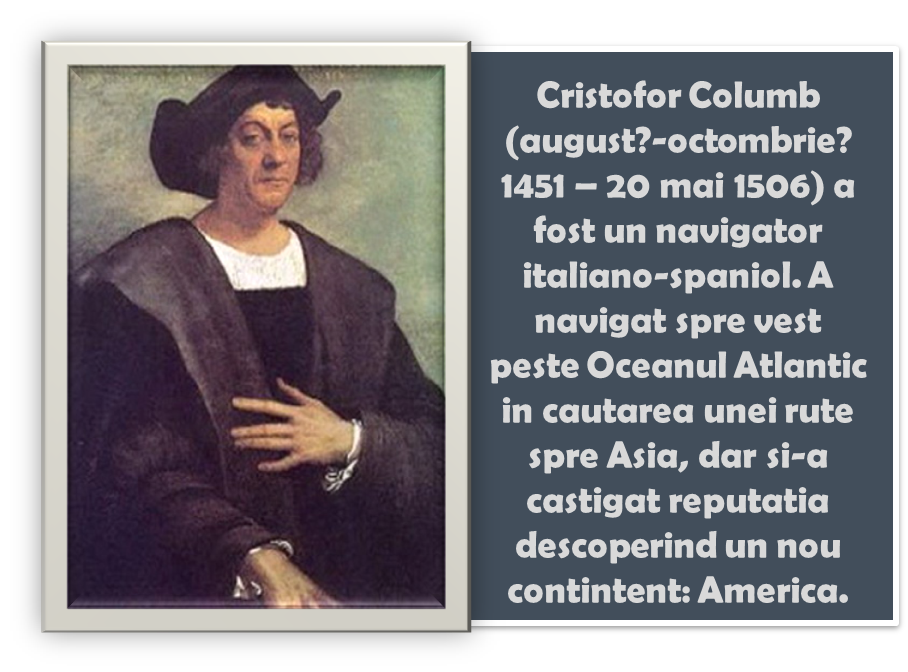 Cristofor Columb
(august?-octombrie?
1451 – 20 mai 1506) a
fost un navigator
italiano-spaniol. A
navigat spre vest
peste Oceanul Atlantic
in cautarea unei rute
spre Asia, dar si-a
castigat reputatia
descoperind un nou
contintent: America.